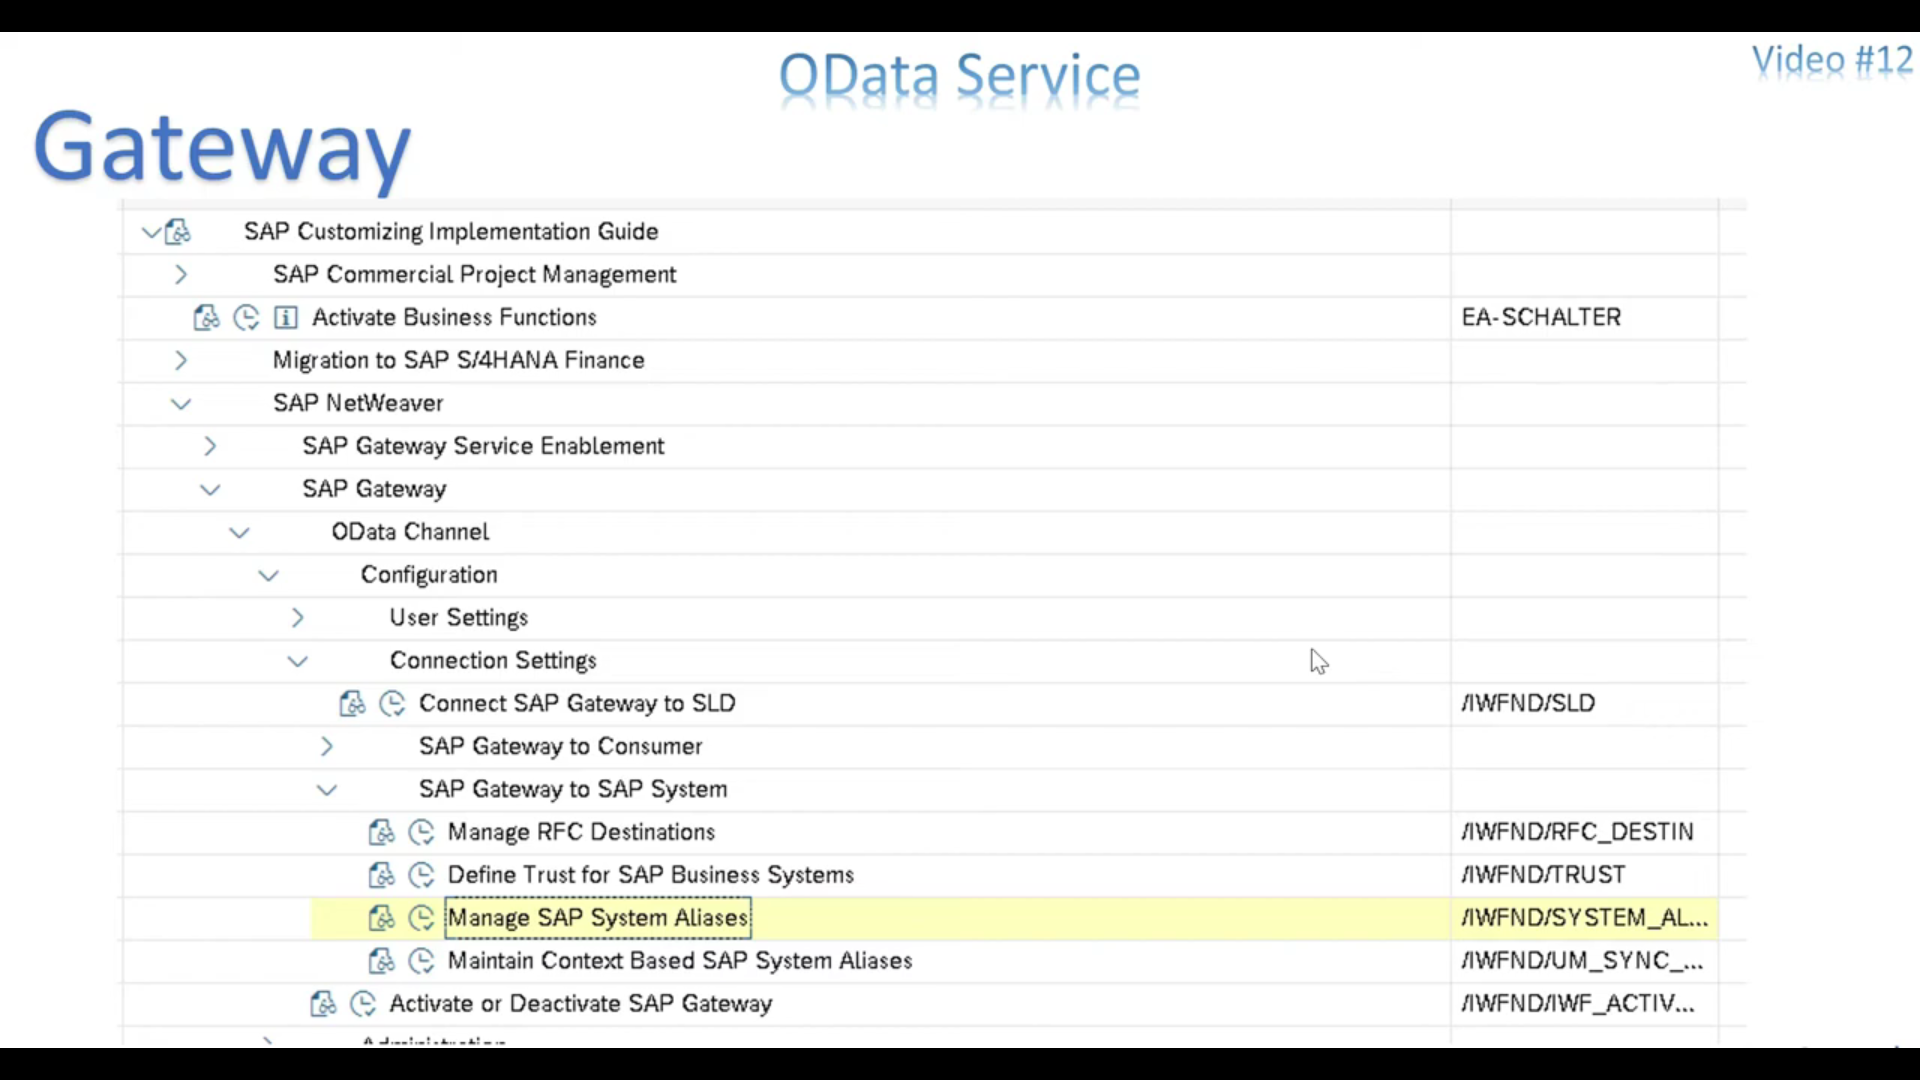 OData Service
Video #12
Gateway
SAP Customizing Implementation Guide
SAP Commercial Project Management
Activate Business Functions EA-SCHALTER
Migration to SAP S/4HANA Finance
SAP NetWeaver
SAP Gateway Service Enablement
SAP Gateway
OData Channel
Configuration
User Settings
Connection Settings
Connect SAP Gateway to SLD /IWFND/SLD
SAP Gateway to Consumer
SAP Gateway to SAP System
Manage RFC Destinations /IWFND/RFC_DESTIN
Define Trust for SAP Business Systems /IWFND/TRUST
Manage SAP System Aliases /IWFND/SYSTEM_AL...
Maintain Context Based SAP System Aliases /IWFND/UM_SYNC_...
Activate or Deactivate SAP Gateway /IWFND/IWF_ACTIV...
Administration